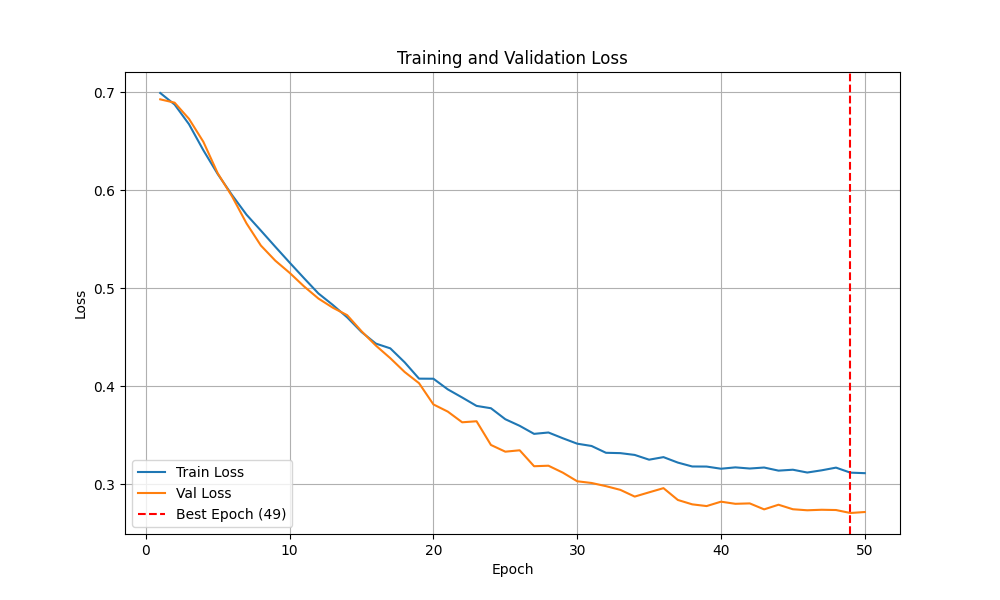 Training and Validation Loss
0.7
0.6
0.5
0.4
0.3
Loss
Train Loss
Val Loss
Best Epoch (49)
0 10 20 30 40 50
Epoch